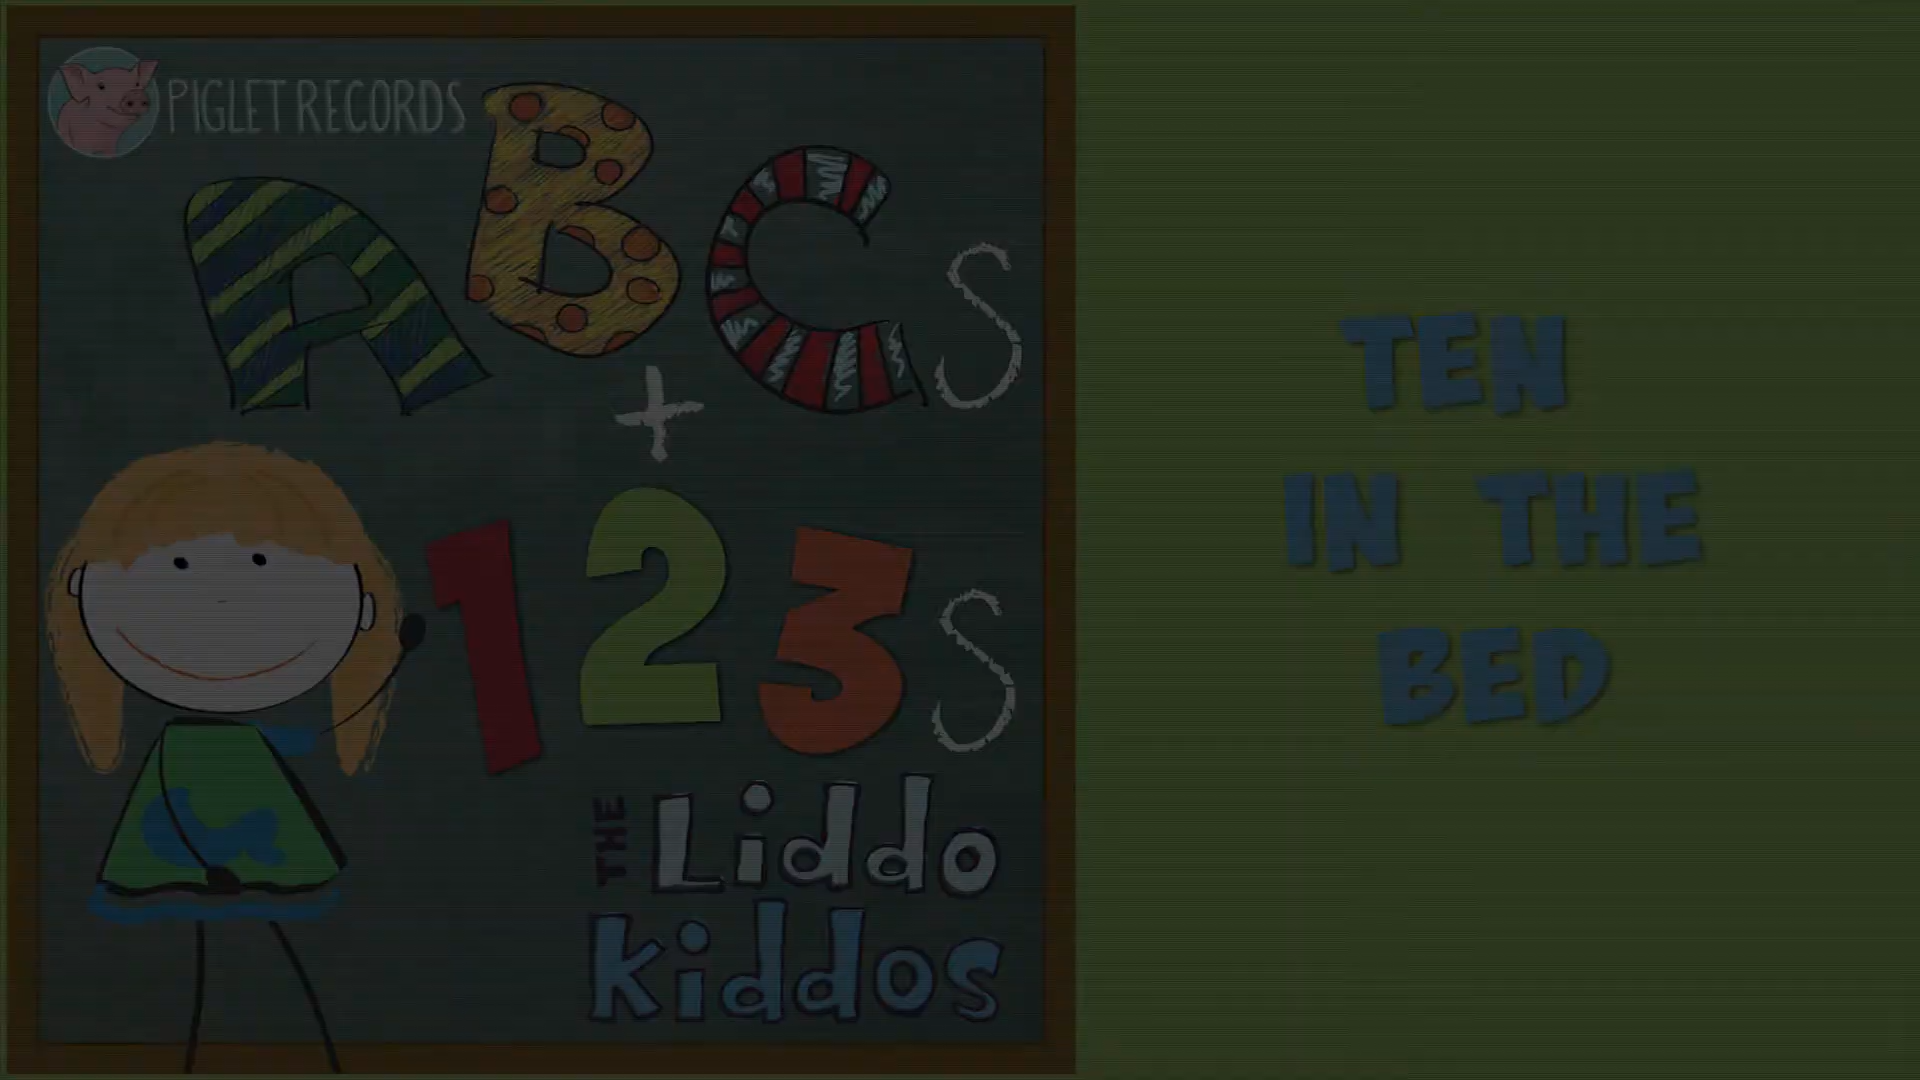 PIGLET RECORDS
ABCs
+
123s
THE Liddo
Kiddos
TEN
IN THE
BED